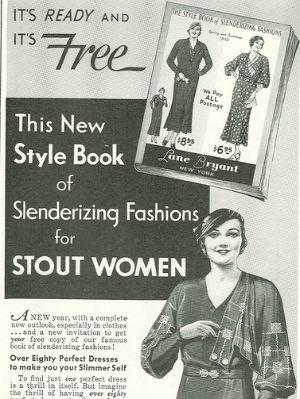 IT'S READY AND
IT'S Free
THE STYLE BOOK OF SLENDERIZING FASHIONS
Spring and Summer
1935
We Pay
ALL
Postage
$8.95
$6.95
Lane Bryant
NEW YORK
This New
Style Book
of
Slenderizing Fashions
for
STOUT WOMEN
A NEW year, with a complete
new outlook, especially in clothes
...and a new invitation to get
your free copy of our famous
book of slenderizing fashions!
Over Eighty Perfect Dresses
to make you your Slimmer Self
To find just one perfect dress
is a thrill in itself. But imagine
the thrill of having over eighty